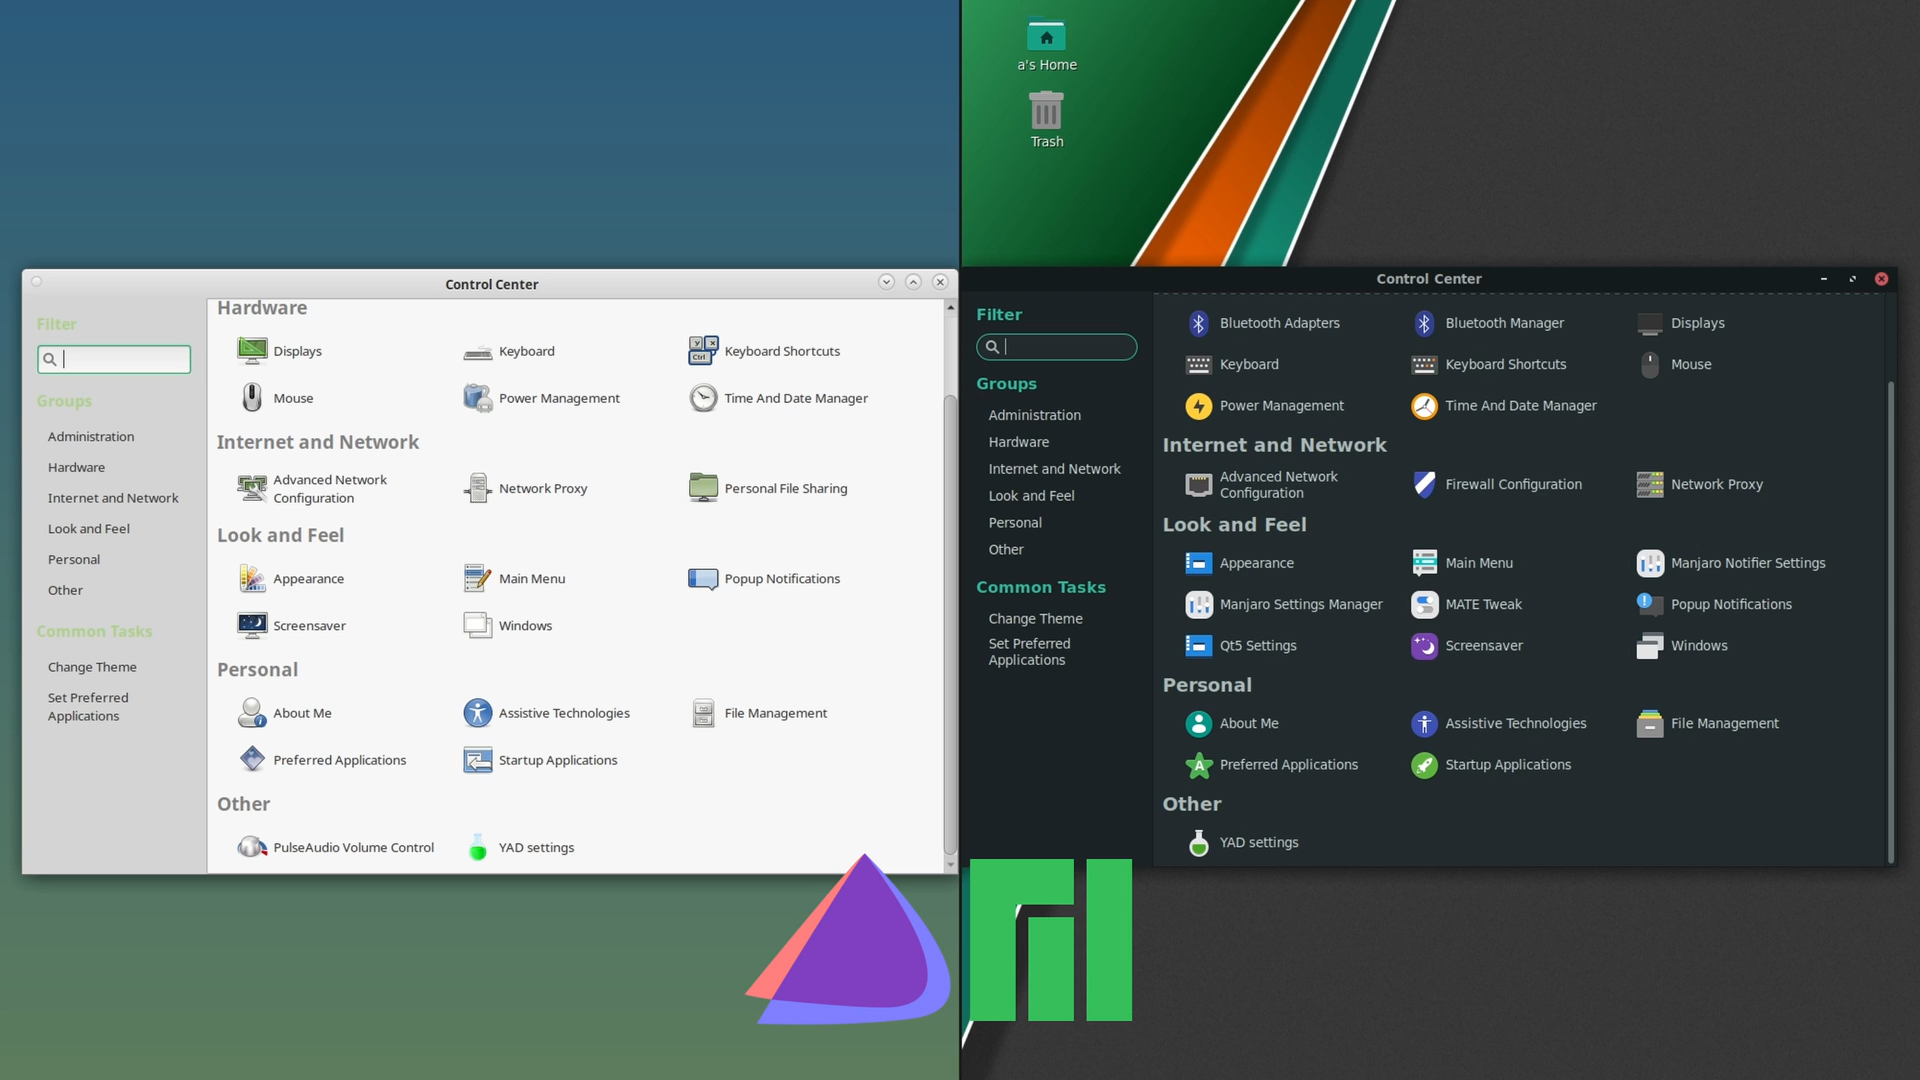 a's Home
Trash
Control Center
Filter
Groups
Administration
Hardware
Internet and Network
Look and Feel
Personal
Other
Common Tasks
Change Theme
Set Preferred
Applications
Hardware
Displays
Keyboard
Keyboard Shortcuts
Mouse
Power Management
Time And Date Manager
Internet and Network
Advanced Network
Configuration
Network Proxy
Personal File Sharing
Look and Feel
Appearance
Main Menu
Popup Notifications
Screensaver
Windows
Personal
About Me
Assistive Technologies
File Management
Preferred Applications
Startup Applications
Other
PulseAudio Volume Control
YAD settings
Control Center
Filter
Groups
Administration
Hardware
Internet and Network
Look and Feel
Personal
Other
Common Tasks
Change Theme
Set Preferred
Applications
Bluetooth Adapters
Bluetooth Manager
Displays
Keyboard
Keyboard Shortcuts
Mouse
Power Management
Time And Date Manager
Internet and Network
Advanced Network
Configuration
Firewall Configuration
Network Proxy
Look and Feel
Appearance
Main Menu
Manjaro Notifier Settings
Manjaro Settings Manager
MATE Tweak
Popup Notifications
Qt5 Settings
Screensaver
Windows
Personal
About Me
Assistive Technologies
File Management
Preferred Applications
Startup Applications
Other
YAD settings